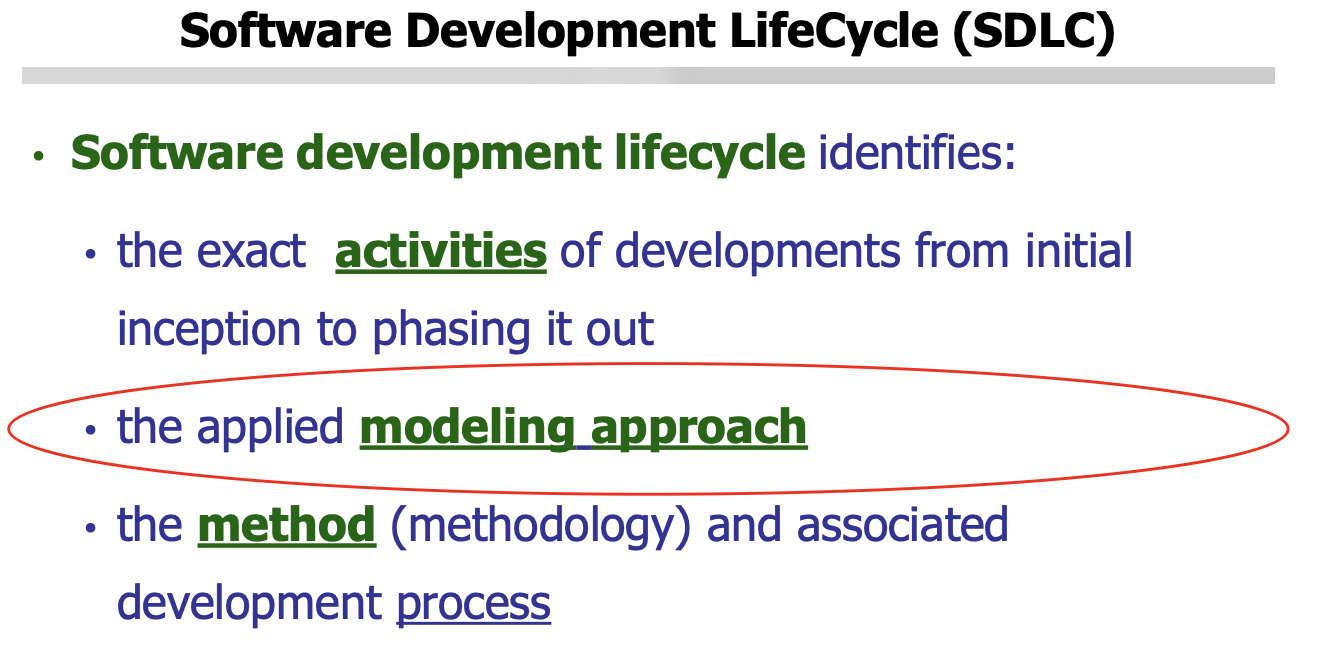 Software Development LifeCycle (SDLC)
• Software development lifecycle identifies:
• the exact activities of developments from initial
inception to phasing it out
• the applied modeling approach
• the method (methodology) and associated
development process